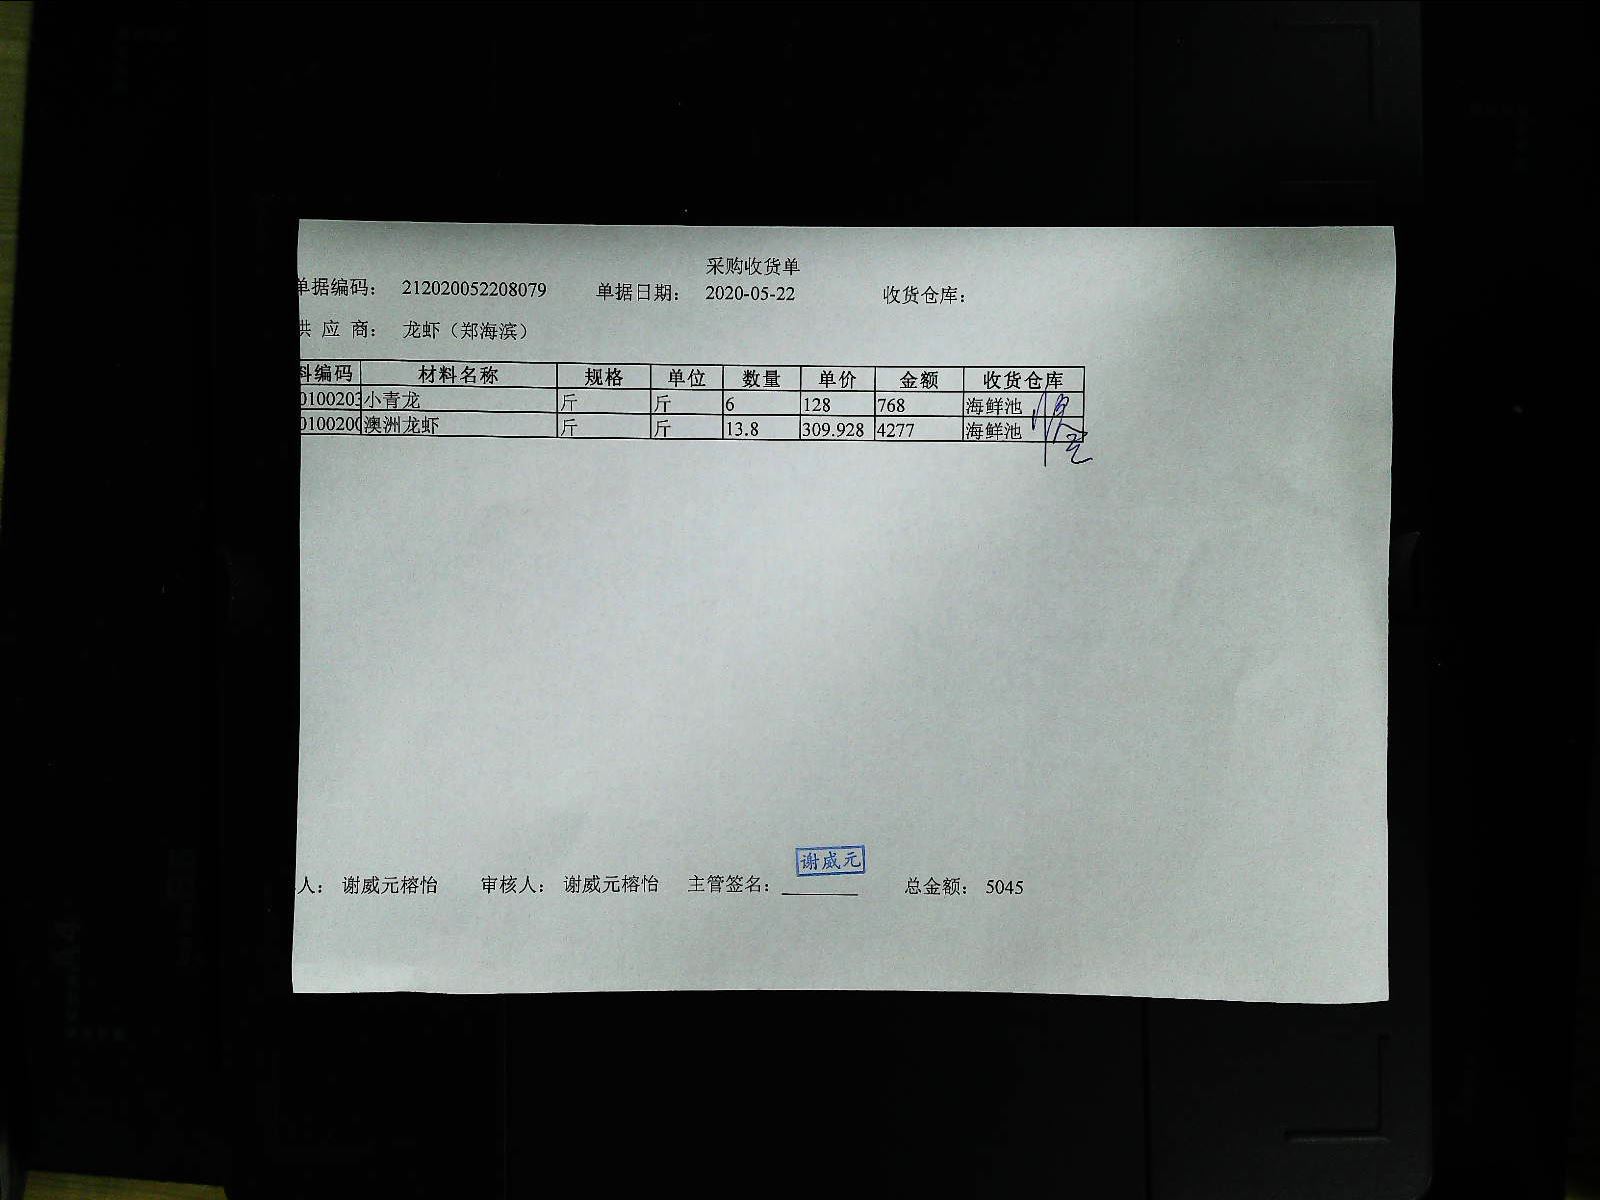 采购收货单
单据编码： 212020052208079 单据日期： 2020-05-22 收货仓库：
供 应 商： 龙虾（郑海滨）
料编码 材料名称 规格 单位 数量 单价 金额 收货仓库
0100203 小青龙 斤 斤 6 128 768 海鲜池
0100200 澳洲龙虾 斤 斤 13.8 309.928 4277 海鲜池
谢威元
人： 谢威元榕怡 审核人： 谢威元榕怡 主管签名： 总金额： 5045